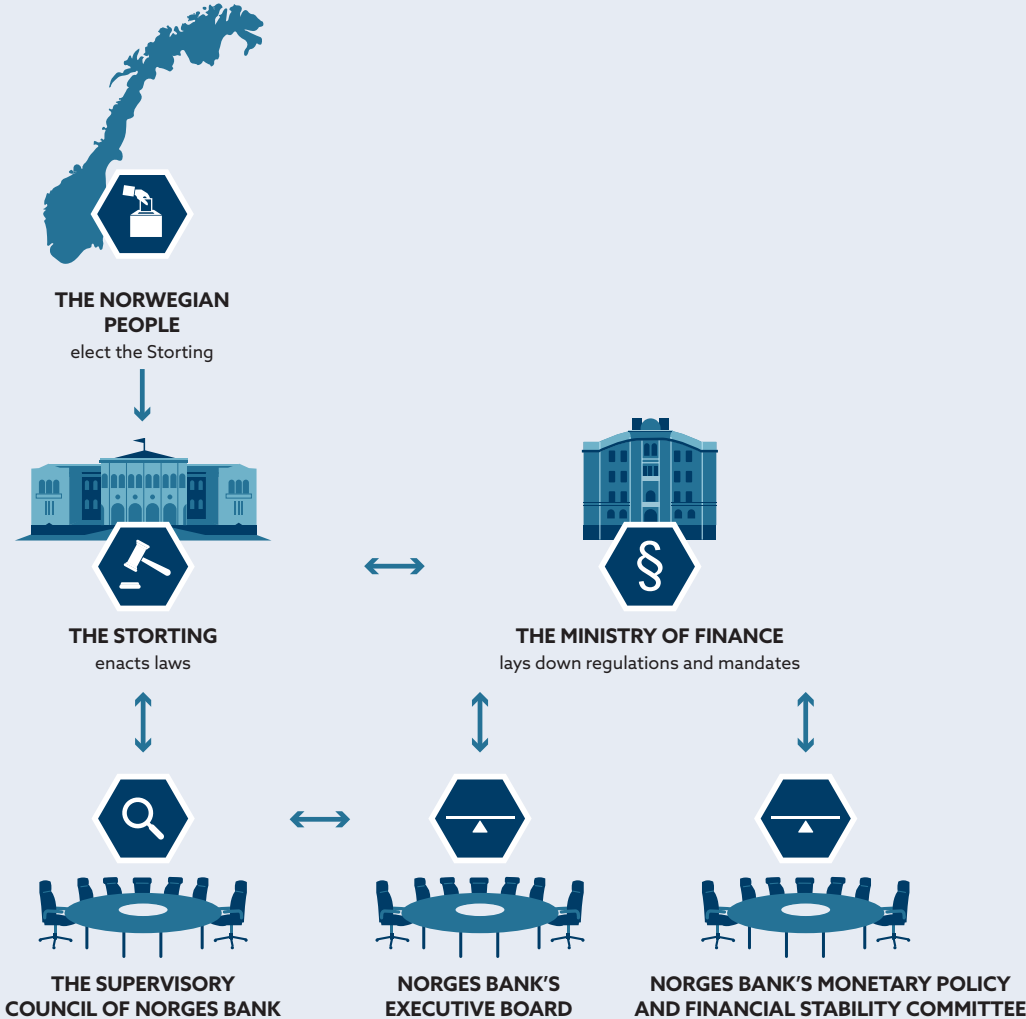 THE NORWEGIAN
PEOPLE
elect the Storting
THE STORTING
enacts laws
THE MINISTRY OF FINANCE
lays down regulations and mandates
§
THE SUPERVISORY
COUNCIL OF NORGES BANK
NORGES BANK’S
EXECUTIVE BOARD
NORGES BANK’S MONETARY POLICY
AND FINANCIAL STABILITY COMMITTEE